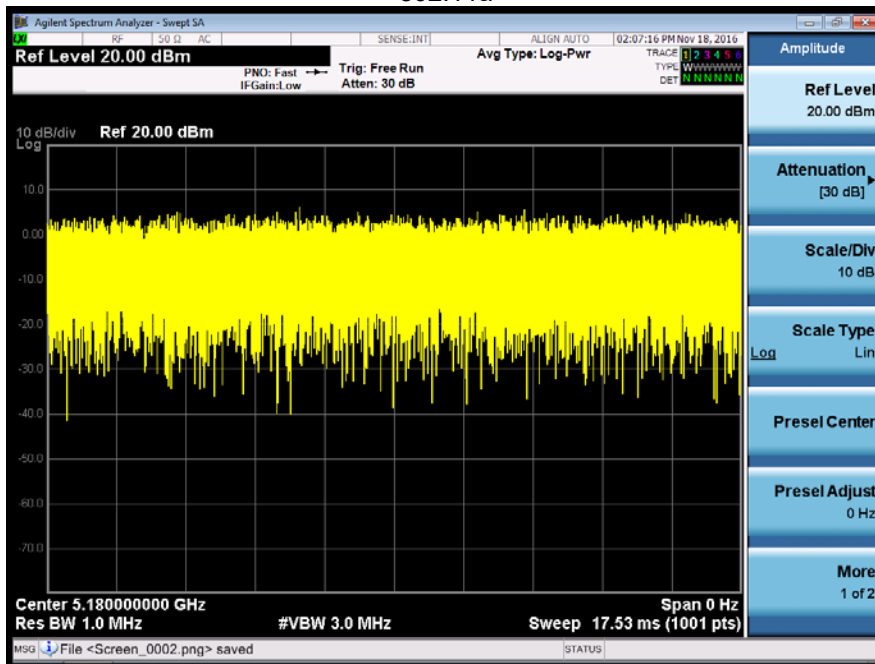 Agilent Spectrum Analyzer - Swept SA
RF 50 Ω AC SENSE:INT ALIGN AUTO 02:07:16 PM Nov 18, 2016
Ref Level 20.00 dBm
PNO: Fast
IFGain:Low
Trig: Free Run
Atten: 30 dB
Avg Type: Log-Pwr
TRACE 1 2 3 4 5 6
TYPE WWWWWW
DET N N N N N N
10 dB/div Ref 20.00 dBm
Log
10.0
0.00
-10.0
-20.0
-30.0
-40.0
-50.0
-60.0
-70.0
Center 5.180000000 GHz Span 0 Hz
Res BW 1.0 MHz #VBW 3.0 MHz Sweep 17.53 ms (1001 pts)
MSG File <Screen_0002.png> saved STATUS
Amplitude
Ref Level
20.00 dBm
Attenuation
[30 dB]
Scale/Div
10 dB
Scale Type
Log Lin
Presel Center
Presel Adjust
0 Hz
More
1 of 2